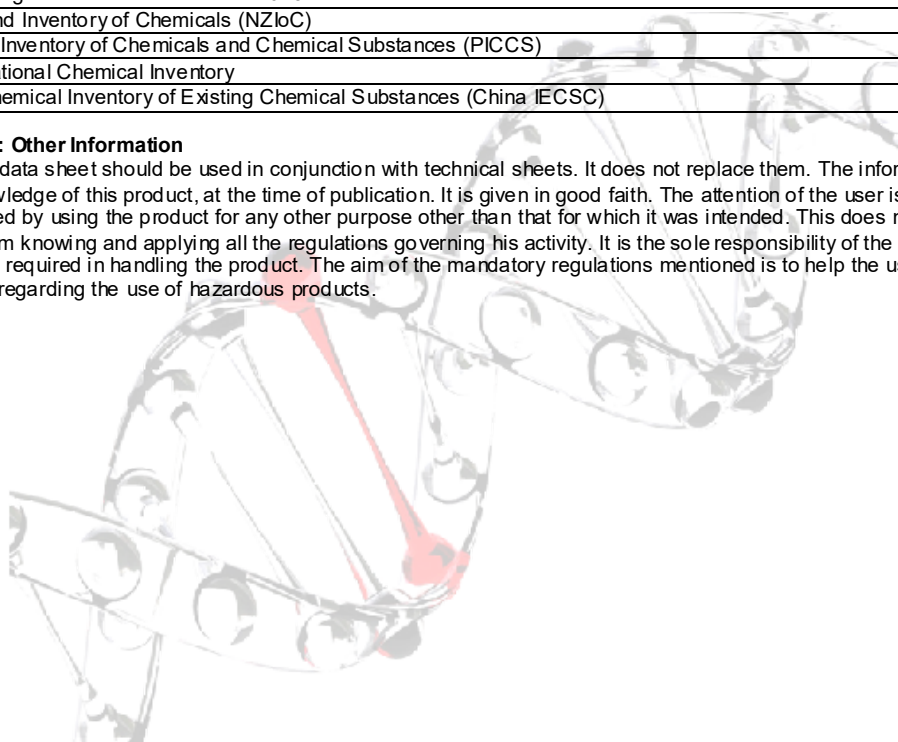 nd Inventory of Chemicals (NZIoC)
Inventory of Chemicals and Chemical Substances (PICCS)
ational Chemical Inventory
hemical Inventory of Existing Chemical Substances (China IECSC)
: Other Information
data sheet should be used in conjunction with technical sheets. It does not replace them. The infor
wledge of this product, at the time of publication. It is given in good faith. The attention of the user is
ed by using the product for any other purpose other than that for which it was intended. This does n
m knowing and applying all the regulations governing his activity. It is the sole responsibility of the
required in handling the product. The aim of the mandatory regulations mentioned is to help the us
regarding the use of hazardous products.